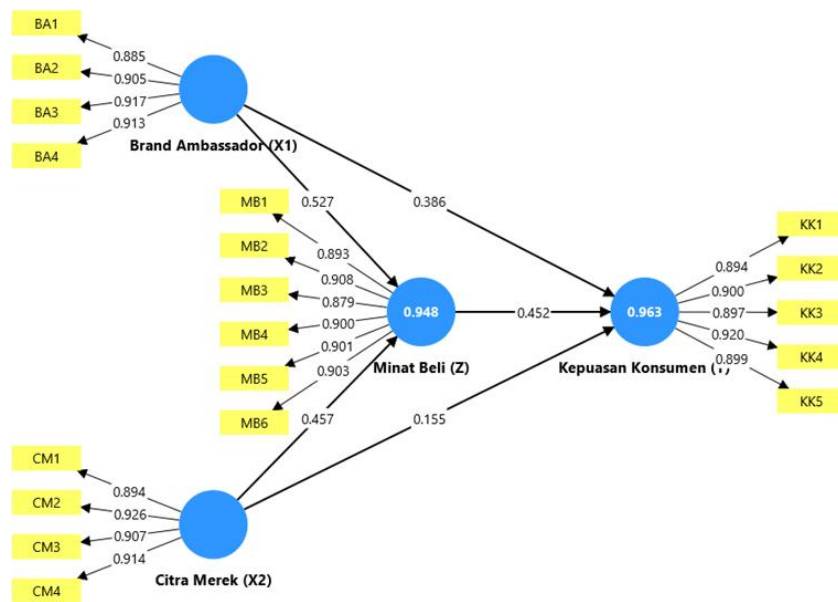 BA1
BA2
BA3
BA4
0.885
0.905
0.917
0.913
Brand Ambassador (X1)
0.527
0.386
MB1
MB2
MB3
MB4
MB5
MB6
0.893
0.908
0.879
0.900
0.901
0.903
0.948
Minat Beli (Z)
0.452
0.963
Kepuasan Konsumen (Y)
KK1
KK2
KK3
KK4
KK5
0.894
0.900
0.897
0.920
0.899
0.457
0.155
CM1
CM2
CM3
CM4
0.894
0.926
0.907
0.914
Citra Merek (X2)